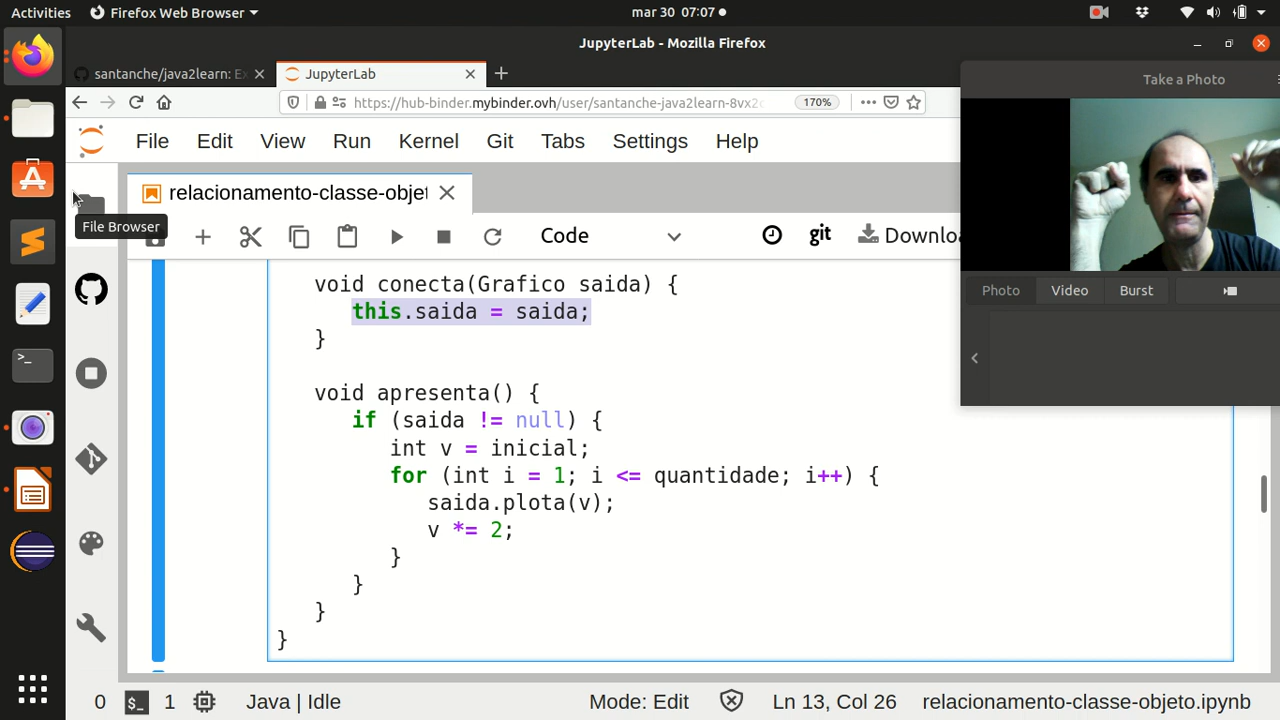 Activities
Firefox Web Browser
mar 30 07:07
JupyterLab - Mozilla Firefox
santanche/java2learn: Ex
JupyterLab
https://hub-binder.mybinder.ovh/user/santanche-java2learn-8vx2c
170%
Take a Photo
File Edit View Run Kernel Git Tabs Settings Help
relacionamento-classe-objet
File Browser
Code
git
Downloa
Photo
Video
Burst
void conecta(Grafico saida) {
this.saida = saida;
}
void apresenta() {
if (saida != null) {
int v = inicial;
for (int i = 1; i <= quantidade; i++) {
saida.plota(v);
v *= 2;
}
}
}
}
0
$_
1
Java | Idle
Mode: Edit
Ln 13, Col 26
relacionamento-classe-objeto.ipynb